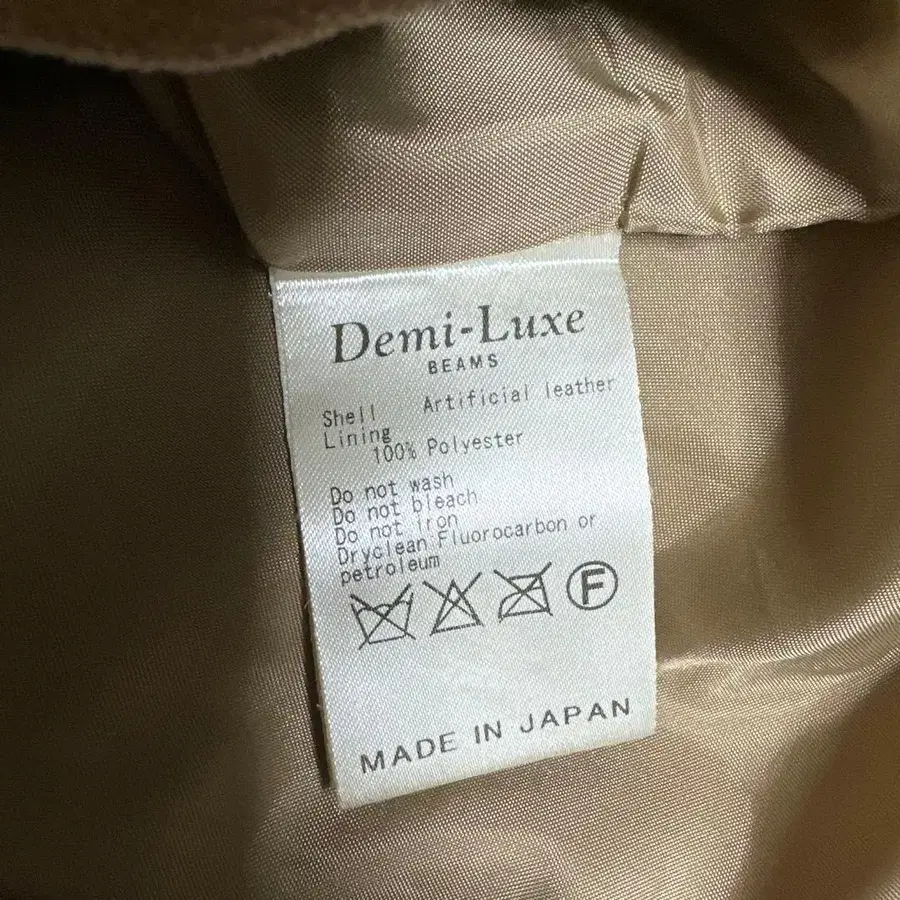 Demi-Luxe
BEAMS
Shell Artificial leather
Lining
100% Polyester
Do not wash
Do not bleach
Do not iron
Dryclean Fluorocarbon or
petroleum
F
MADE IN JAPAN